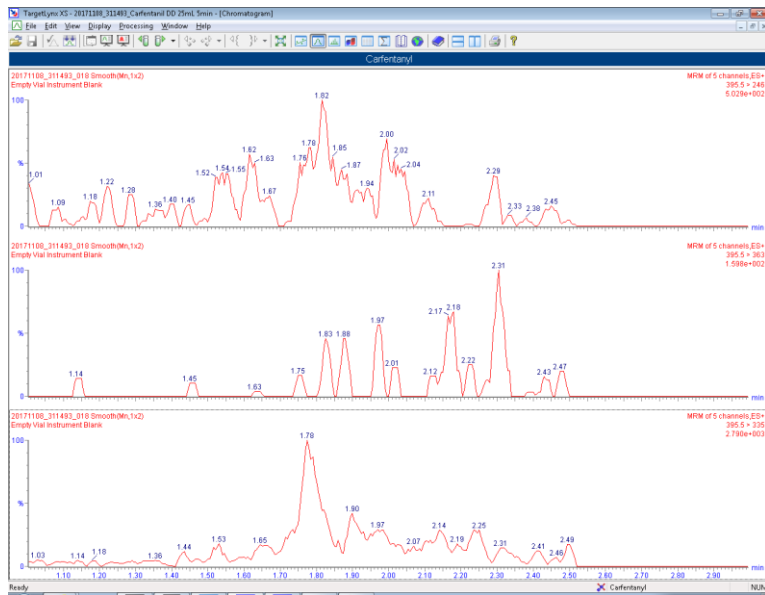 TargetLynx XS - 20171108_311493_Carfentanil DD 25mL 5min - [Chromatogram]
File Edit View Display Processing Window Help
Carfentanyl
20171108_311493_018 Smooth(Mn,1x2)
Empty Vial Instrument Blank
MRM of 5 channels,ES+
395.5 > 246
5.029e+002
100
%
0
1.01
1.09
1.18
1.22
1.28
1.36
1.40
1.45
1.52
1.54
1.55
1.62
1.63
1.67
1.76
1.78
1.82
1.85
1.87
1.94
2.00
2.02
2.04
2.11
2.29
2.33
2.38
2.45
min
20171108_311493_018 Smooth(Mn,1x2)
Empty Vial Instrument Blank
MRM of 5 channels,ES+
395.5 > 363
1.598e+002
100
%
0
1.14
1.45
1.63
1.75
1.83
1.88
1.97
2.01
2.12
2.17
2.18
2.22
2.31
2.43
2.47
min
20171108_311493_018 Smooth(Mn,1x2)
Empty Vial Instrument Blank
MRM of 5 channels,ES+
395.5 > 335
2.790e+003
100
%
0
1.03
1.14
1.18
1.36
1.44
1.53
1.65
1.78
1.90
1.97
2.07
2.14
2.19
2.25
2.31
2.41
2.46
2.49
min
1.10 1.20 1.30 1.40 1.50 1.60 1.70 1.80 1.90 2.00 2.10 2.20 2.30 2.40 2.50 2.60 2.70 2.80 2.90
Ready
Carfentanyl
NUM